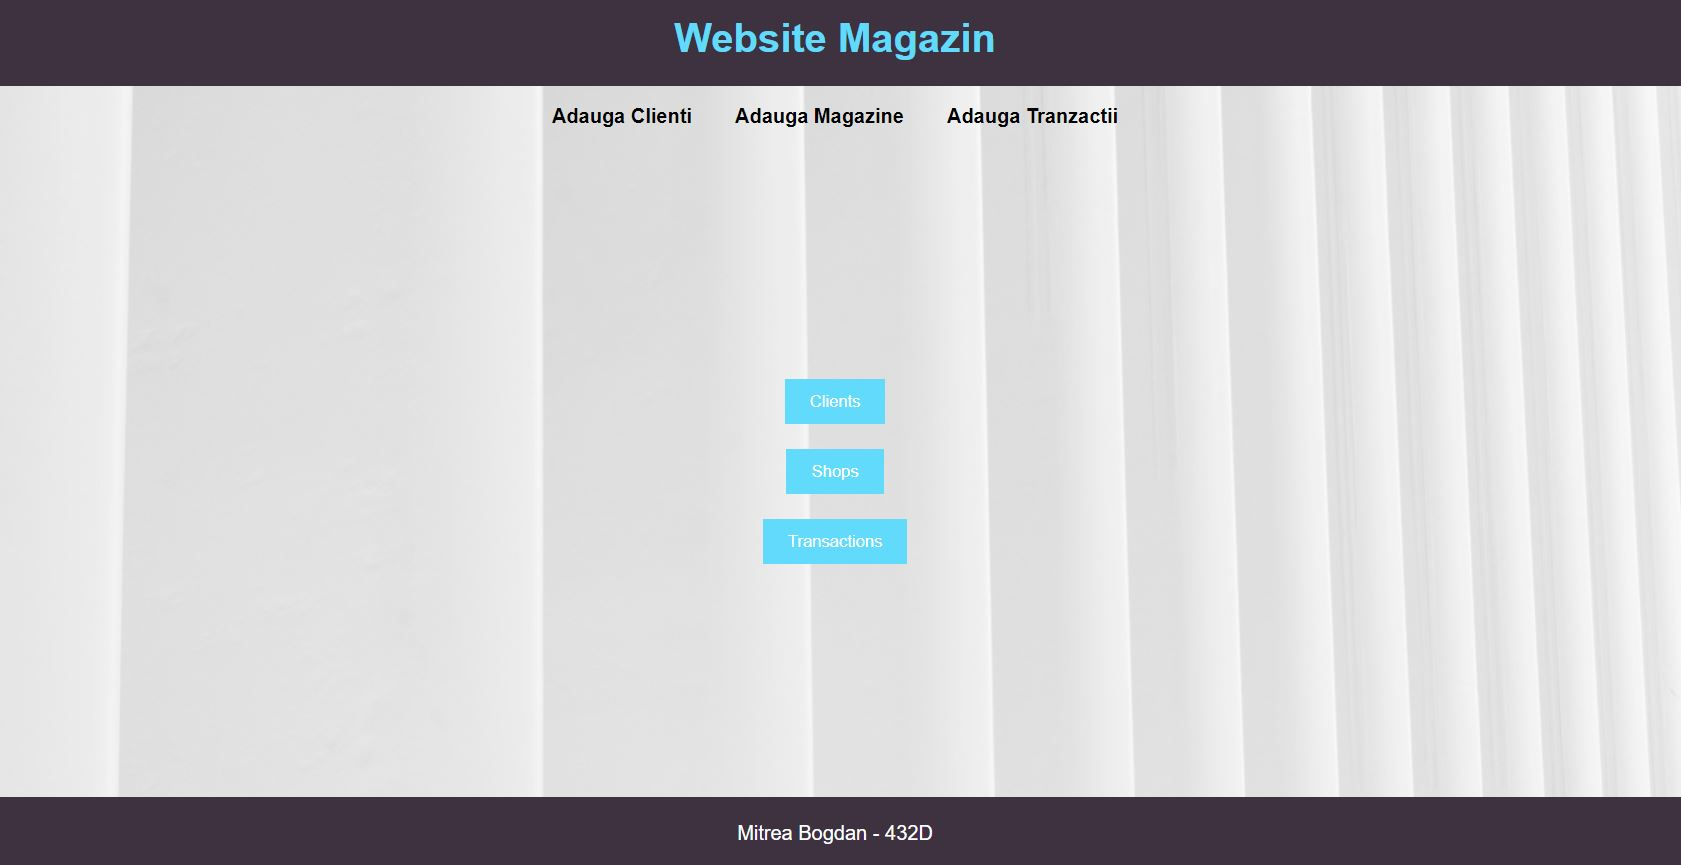 Website Magazin
Adauga Clienti Adauga Magazine Adauga Tranzactii
Clients
Shops
Transactions
Mitrea Bogdan - 432D